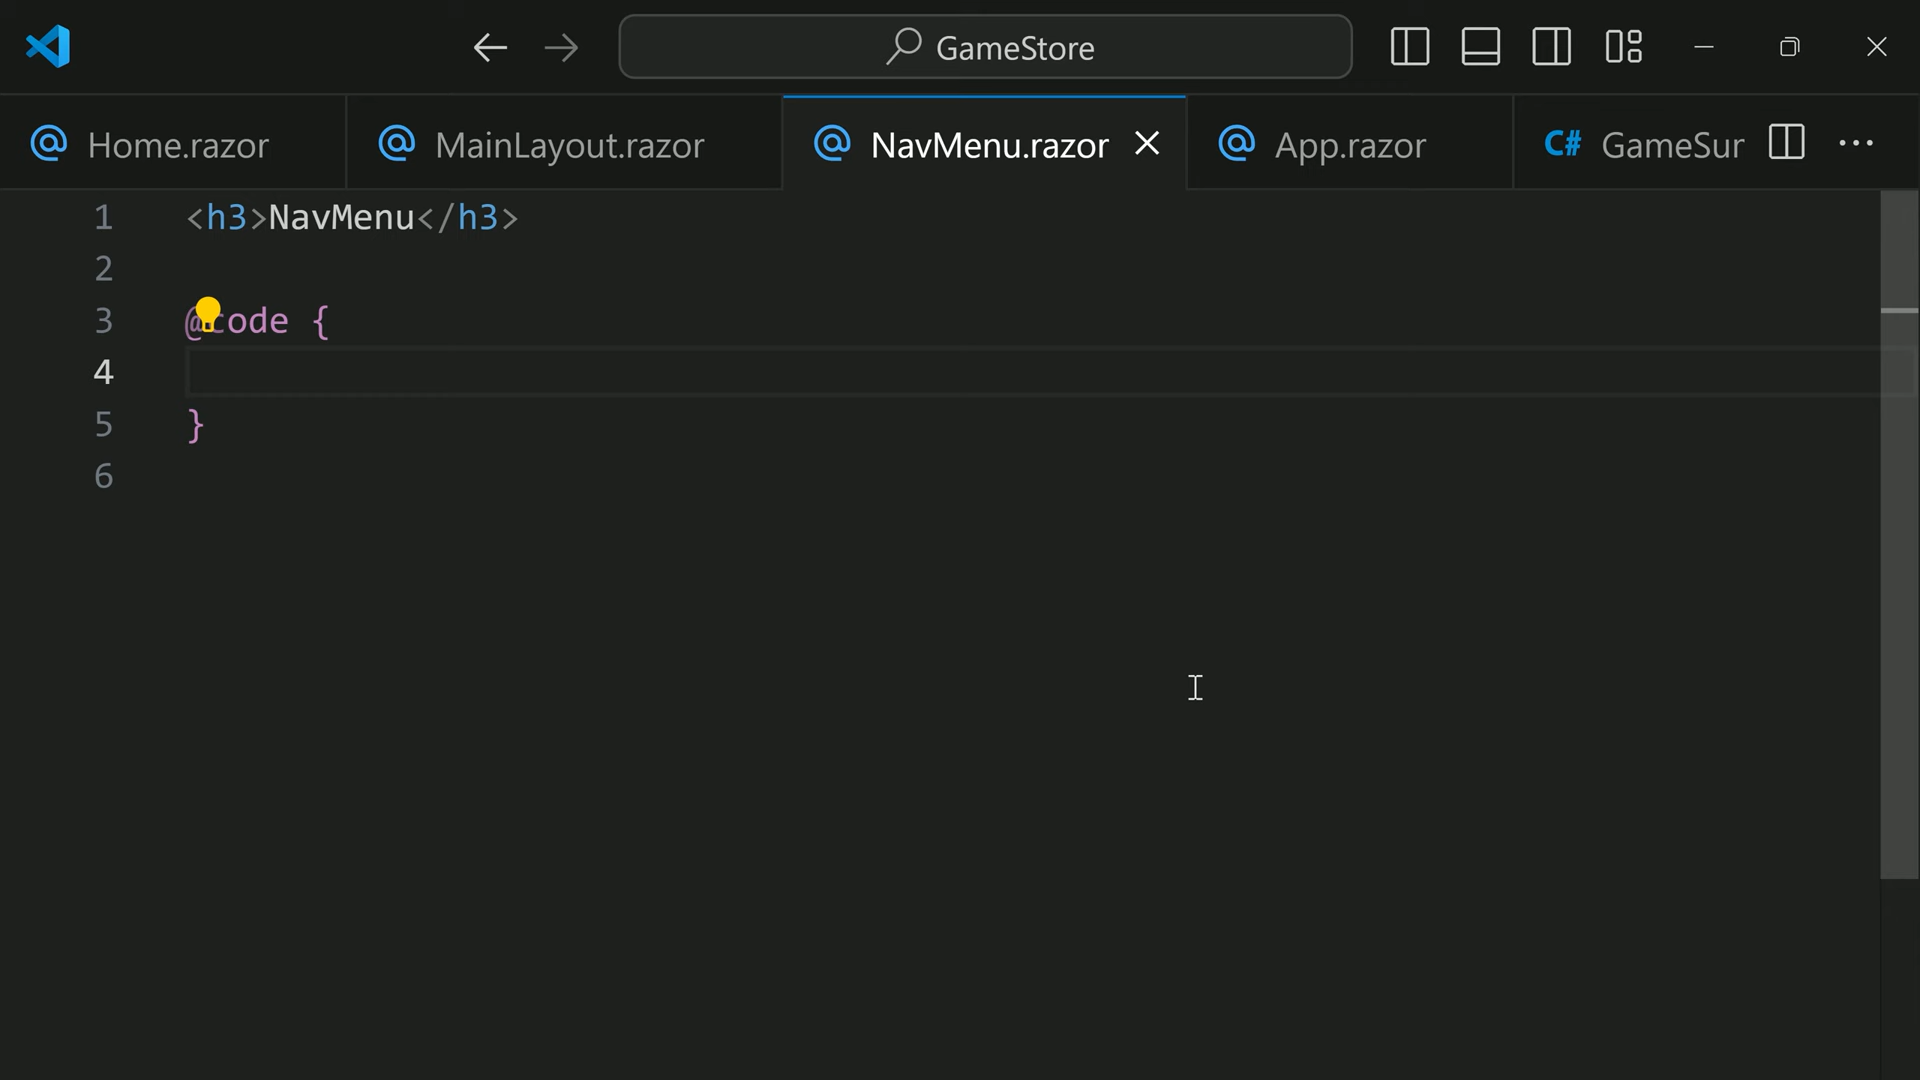 GameStore
Home.razor
MainLayout.razor
NavMenu.razor
App.razor
C# GameSur
1 <h3>NavMenu</h3>
2
3 @code {
4
5 }
6